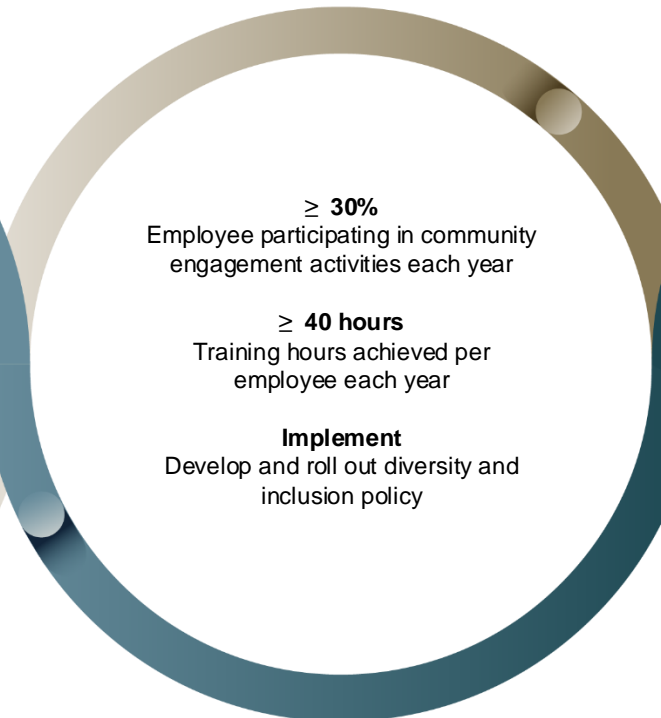 ≥ 30%
Employee participating in community
engagement activities each year
≥ 40 hours
Training hours achieved per
employee each year
Implement
Develop and roll out diversity and
inclusion policy